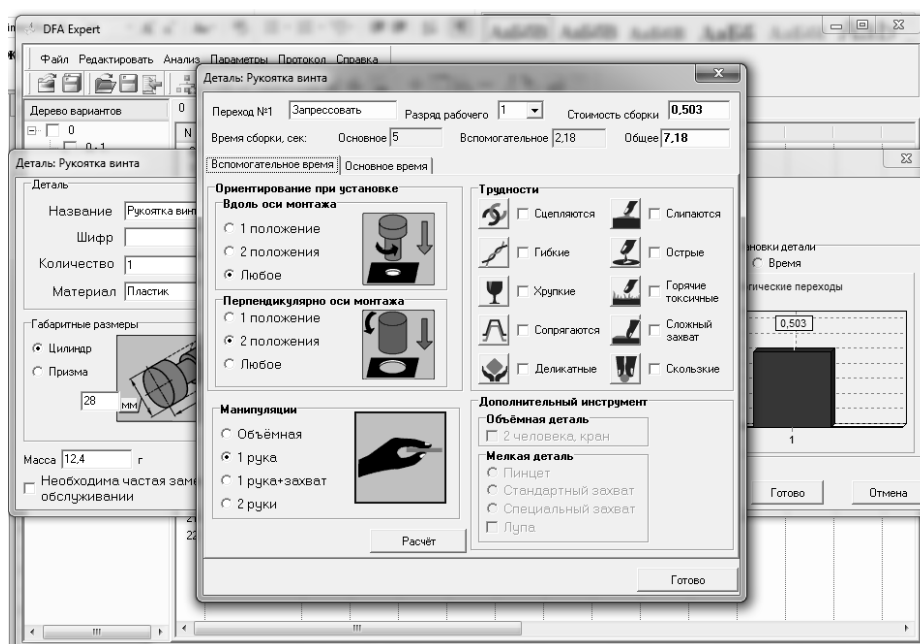 DFA Expert
Файл Редактировать Анализ Параметры Протокол Справка
Дерево вариантов
0
0
N
Деталь: Рукоятка винта
Деталь
Название Рукоятка винт
Шифр
Количество 1
Материал Пластик
Габаритные размеры
Цилиндр
Призма
28 мм
Масса 12,4 г
Необходима частая заме
обслуживании
Деталь: Рукоятка винта
Переход №1 Запрессовать Разряд рабочего 1 Стоимость сборки 0,503
Время сборки, сек: Основное 5 Вспомогательное 2,18 Общее 7,18
Вспомогательное время Основное время
Ориентирование при установке
Вдоль оси монтажа
1 положение
2 положения
Любое
Перпендикулярно оси монтажа
1 положение
2 положения
Любое
Манипуляции
Объёмная
1 рука
1 рука+захват
2 руки
Расчёт
Трудности
Сцепляются
Слипаются
Гибкие
Острые
Хрупкие
Горячие
токсичные
Сопрягаются
Сложный
захват
Деликатные
Скользкие
Дополнительный инструмент
Объёмная деталь
2 человека, кран
Мелкая деталь
Пинцет
Стандартный захват
Специальный захват
Лупа
Готово
новки детали
Время
гические переходы
0,503
1
Готово
Отмена
22